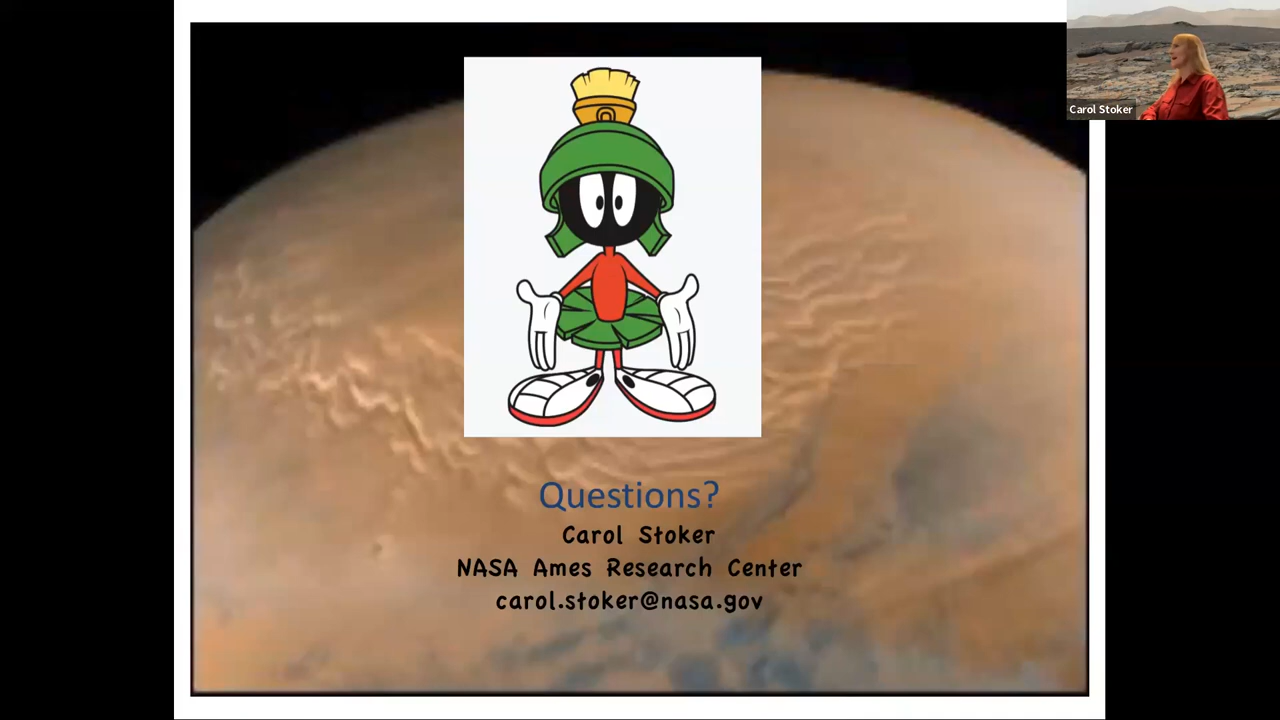 Carol Stoker
Questions?
Carol Stoker
NASA Ames Research Center
carol.stoker@nasa.gov